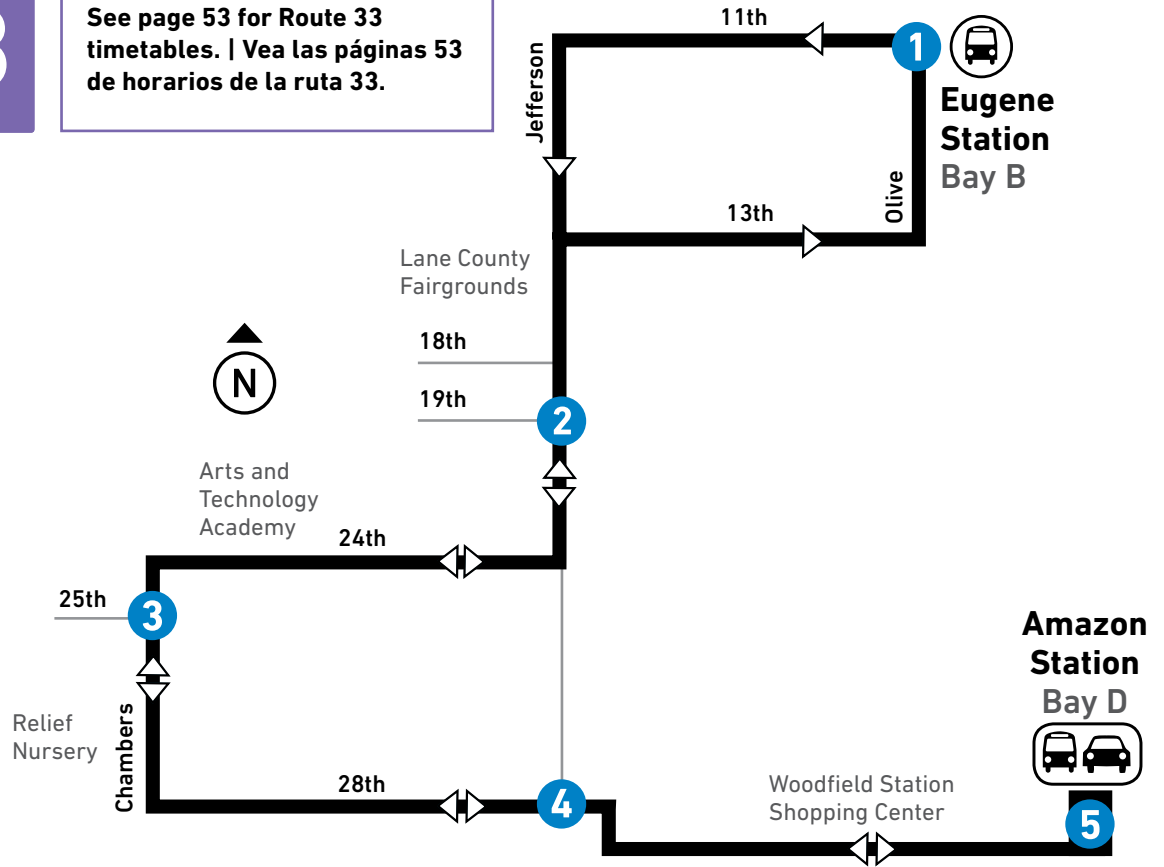 See page 53 for Route 33
timetables. | Vea las páginas 53
de horarios de la ruta 33.
11th
1
Jefferson
Eugene
Station
Bay B
Olive
13th
Lane County
Fairgrounds
18th
N
19th
2
Arts and
Technology
Academy
24th
25th
3
Amazon
Station
Bay D
Relief
Nursery
Chambers
28th
4
Woodfield Station
Shopping Center
5